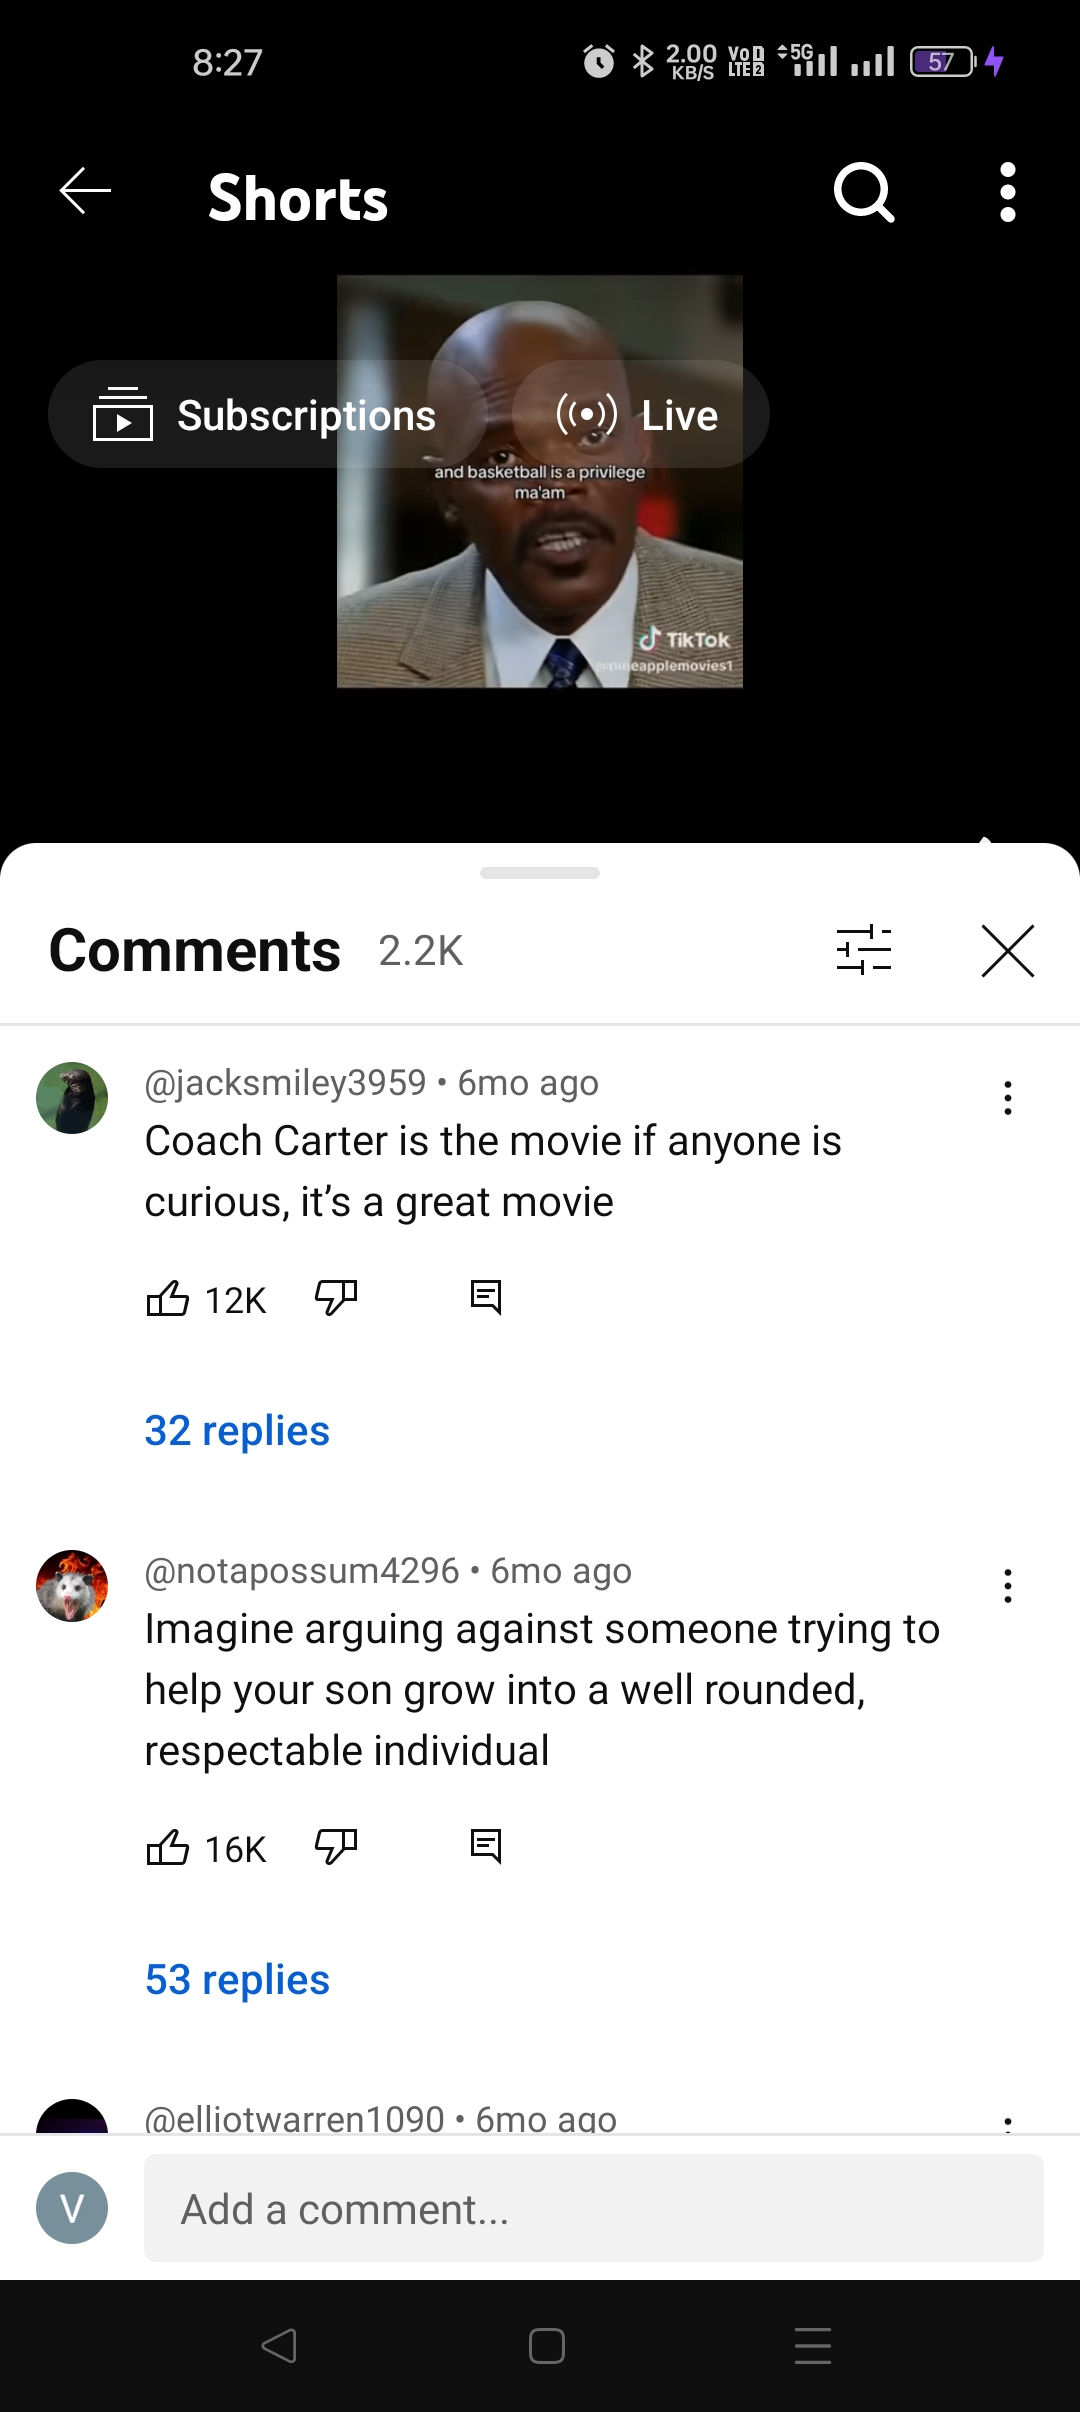 8:27
2.00
KB/S
VoD
LTE2
5G
57
Shorts
Subscriptions
Live
and basketball is a privilege
ma'am
TikTok
pineapplemovies1
Comments 2.2K
@jacksmiley3959 • 6mo ago
Coach Carter is the movie if anyone is
curious, it’s a great movie
12K
32 replies
@notapossum4296 • 6mo ago
Imagine arguing against someone trying to
help your son grow into a well rounded,
respectable individual
16K
53 replies
@elliotwarren1090 • 6mo ago
V
Add a comment...